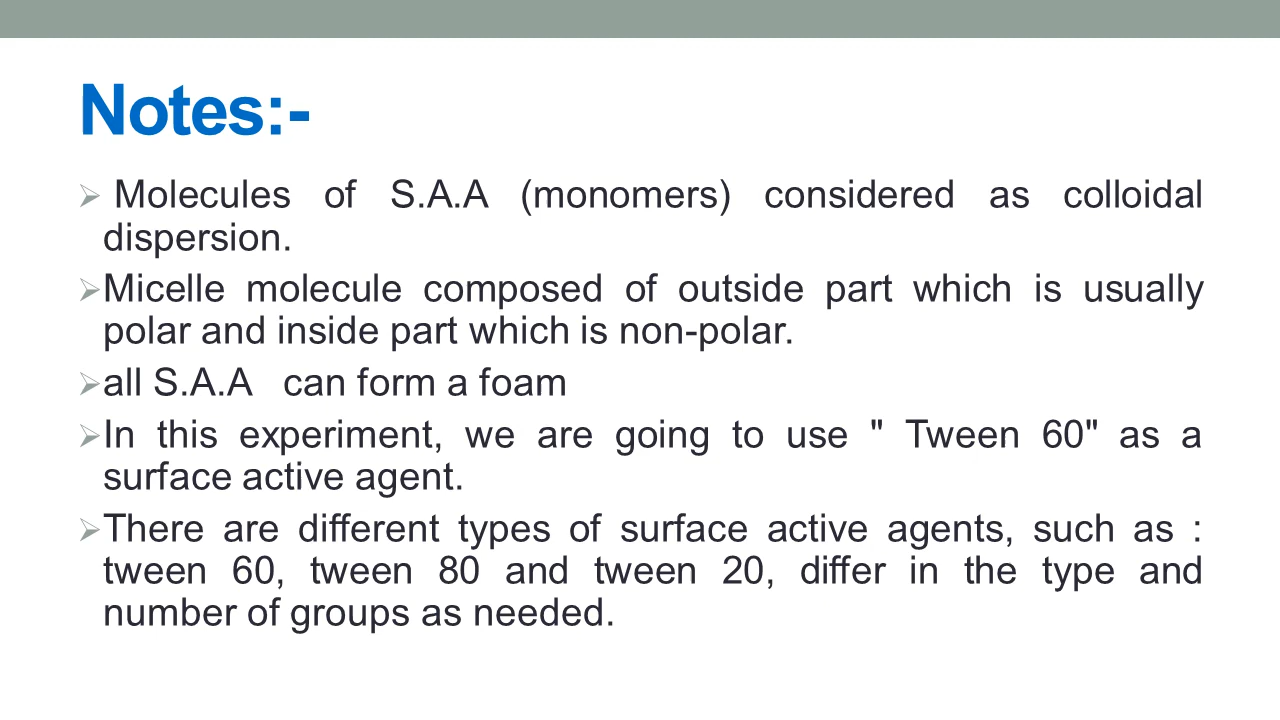 Notes:-
Molecules of S.A.A (monomers) considered as colloidal
dispersion.
Micelle molecule composed of outside part which is usually
polar and inside part which is non-polar.
all S.A.A can form a foam
In this experiment, we are going to use " Tween 60" as a
surface active agent.
There are different types of surface active agents, such as :
tween 60, tween 80 and tween 20, differ in the type and
number of groups as needed.